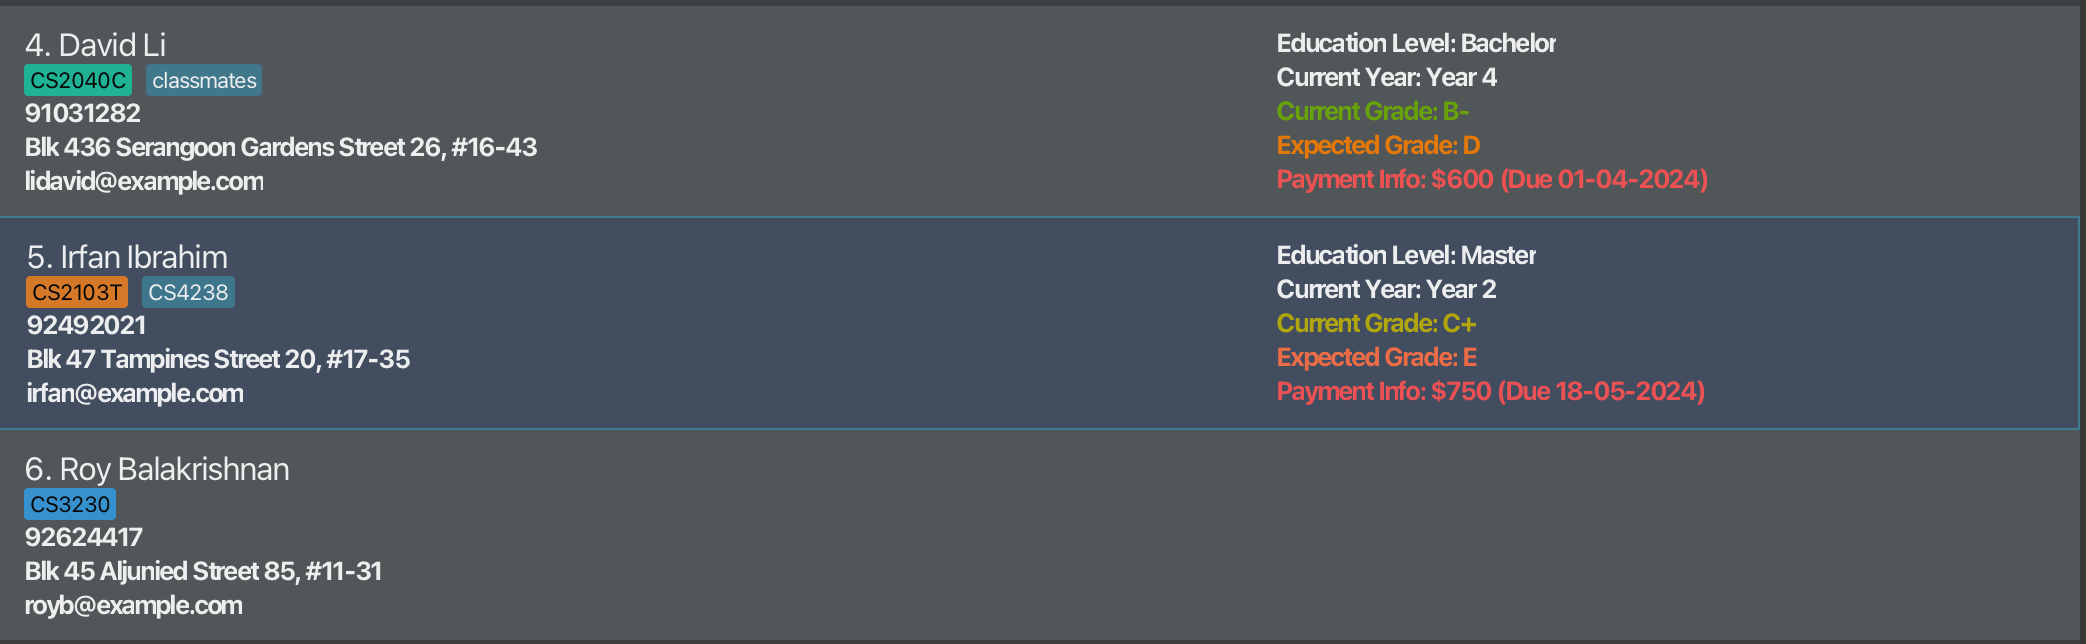 4. David Li
CS2040C classmates
91031282
Blk 436 Serangoon Gardens Street 26, #16-43
lidavid@example.com
Education Level: Bachelor
Current Year: Year 4
Current Grade: B-
Expected Grade: D
Payment Info: $600 (Due 01-04-2024)
5. Irfan Ibrahim
CS2103T CS4238
92492021
Blk 47 Tampines Street 20, #17-35
irfan@example.com
Education Level: Master
Current Year: Year 2
Current Grade: C+
Expected Grade: E
Payment Info: $750 (Due 18-05-2024)
6. Roy Balakrishnan
CS3230
92624417
Blk 45 Aljunied Street 85, #11-31
royb@example.com